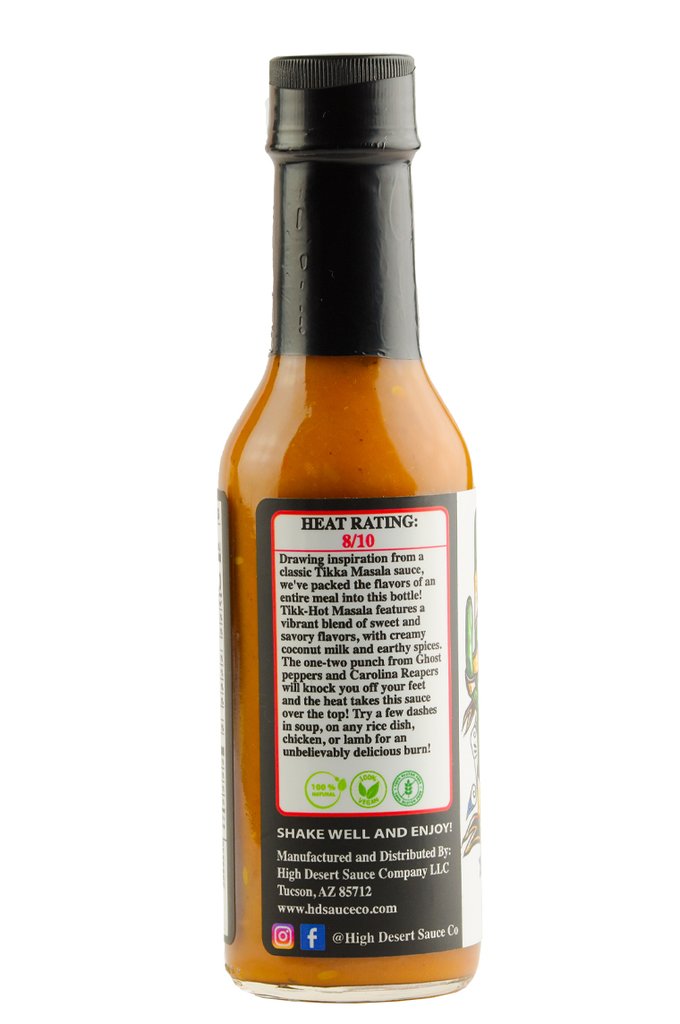 HEAT RATING:
8/10
Drawing inspiration from a
classic Tikka Masala sauce,
we've packed the flavors of an
entire meal into this bottle!
Tikk-Hot Masala features a
vibrant blend of sweet and
savory flavors, with creamy
coconut milk and earthy spices.
The one-two punch from Ghost
peppers and Carolina Reapers
will knock you off your feet
and the heat takes this sauce
over the top! Try a few dashes
in soup, on any rice dish,
chicken, or lamb for an
unbelievably delicious burn!
100 %
NATURAL
100%
VEGAN
SHAKE WELL AND ENJOY!
Manufactured and Distributed By:
High Desert Sauce Company LLC
Tucson, AZ 85712
www.hdsauceco.com
@High Desert Sauce Co